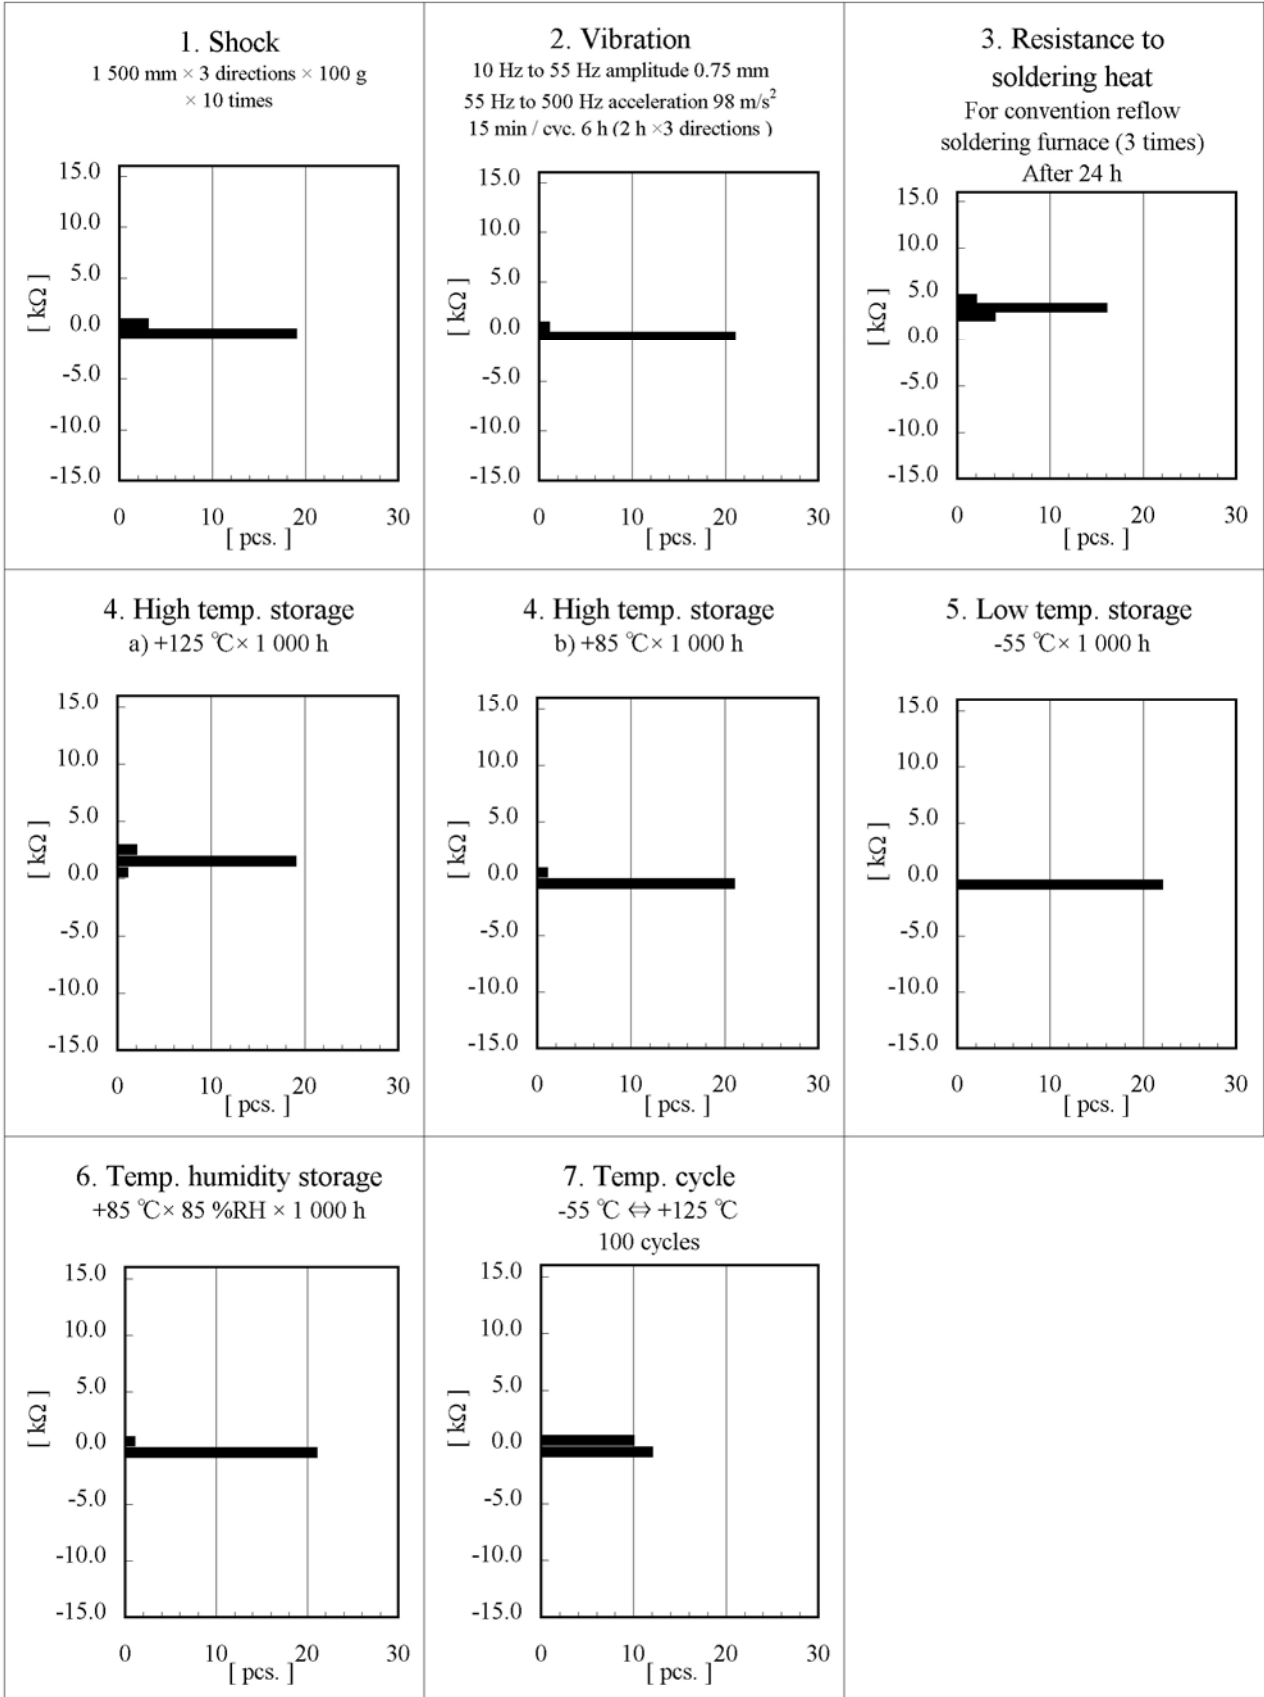 1. Shock
1 500 mm × 3 directions × 100 g
× 10 times
15.0
10.0
5.0
0.0
-5.0
-10.0
-15.0
[ kΩ ]
0 10 20 30
[ pcs. ]
2. Vibration
10 Hz to 55 Hz amplitude 0.75 mm
55 Hz to 500 Hz acceleration 98 m/s²
15 min / cyc. 6 h (2 h ×3 directions )
15.0
10.0
5.0
0.0
-5.0
-10.0
-15.0
[ kΩ ]
0 10 20 30
[ pcs. ]
3. Resistance to
soldering heat
For convention reflow
soldering furnace (3 times)
After 24 h
15.0
10.0
5.0
0.0
-5.0
-10.0
-15.0
[ kΩ ]
0 10 20 30
[ pcs. ]
4. High temp. storage
a) +125 ℃× 1 000 h
15.0
10.0
5.0
0.0
-5.0
-10.0
-15.0
[ kΩ ]
0 10 20 30
[ pcs. ]
4. High temp. storage
b) +85 ℃× 1 000 h
15.0
10.0
5.0
0.0
-5.0
-10.0
-15.0
[ kΩ ]
0 10 20 30
[ pcs. ]
5. Low temp. storage
-55 ℃× 1 000 h
15.0
10.0
5.0
0.0
-5.0
-10.0
-15.0
[ kΩ ]
0 10 20 30
[ pcs. ]
6. Temp. humidity storage
+85 ℃× 85 %RH × 1 000 h
15.0
10.0
5.0
0.0
-5.0
-10.0
-15.0
[ kΩ ]
0 10 20 30
[ pcs. ]
7. Temp. cycle
-55 ℃ ⇔ +125 ℃
100 cycles
15.0
10.0
5.0
0.0
-5.0
-10.0
-15.0
[ kΩ ]
0 10 20 30
[ pcs. ]